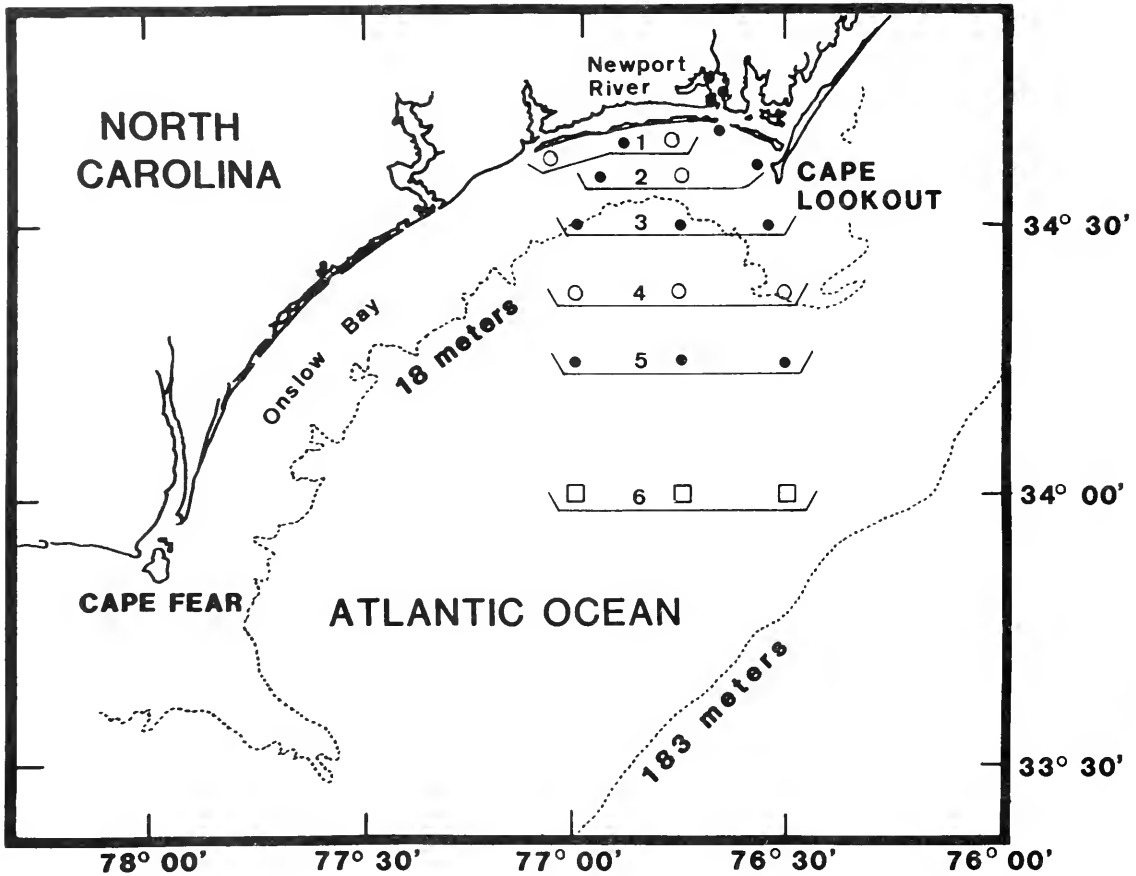 Newport
River
NORTH
CAROLINA
1
2
CAPE
LOOKOUT
3
34° 30'
4
Onslow Bay
18 meters
5
6
34° 00'
CAPE FEAR
ATLANTIC OCEAN
183 meters
33° 30'
78° 00'
77° 30'
77° 00'
76° 30'
76° 00'